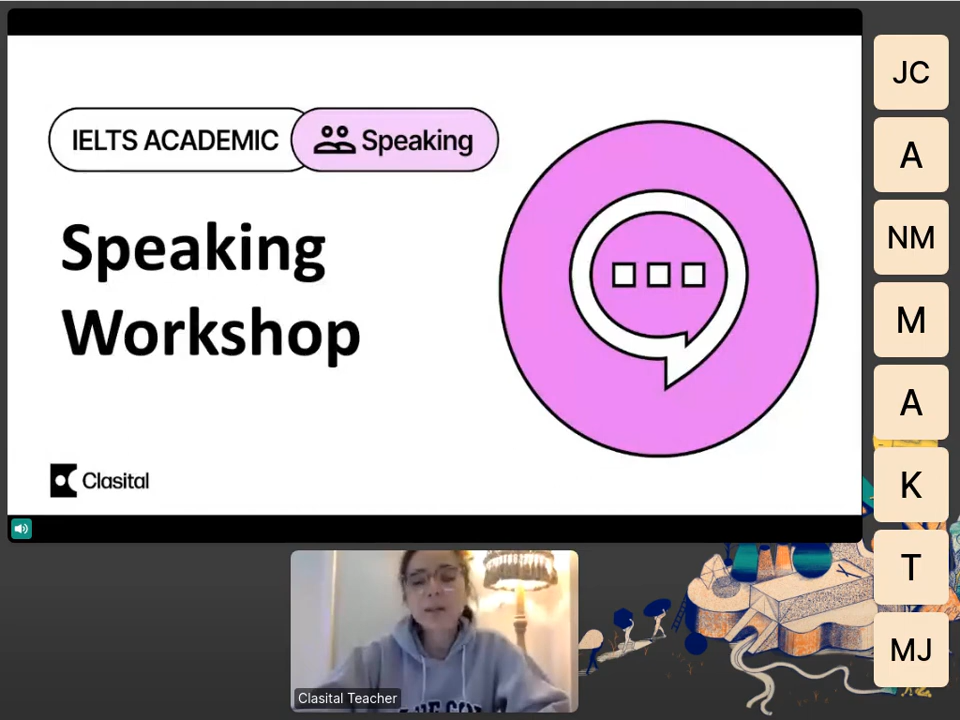 IELTS ACADEMIC
Speaking
Speaking
Workshop
Clasital
Clasital Teacher
JC
A
NM
M
A
K
T
MJ